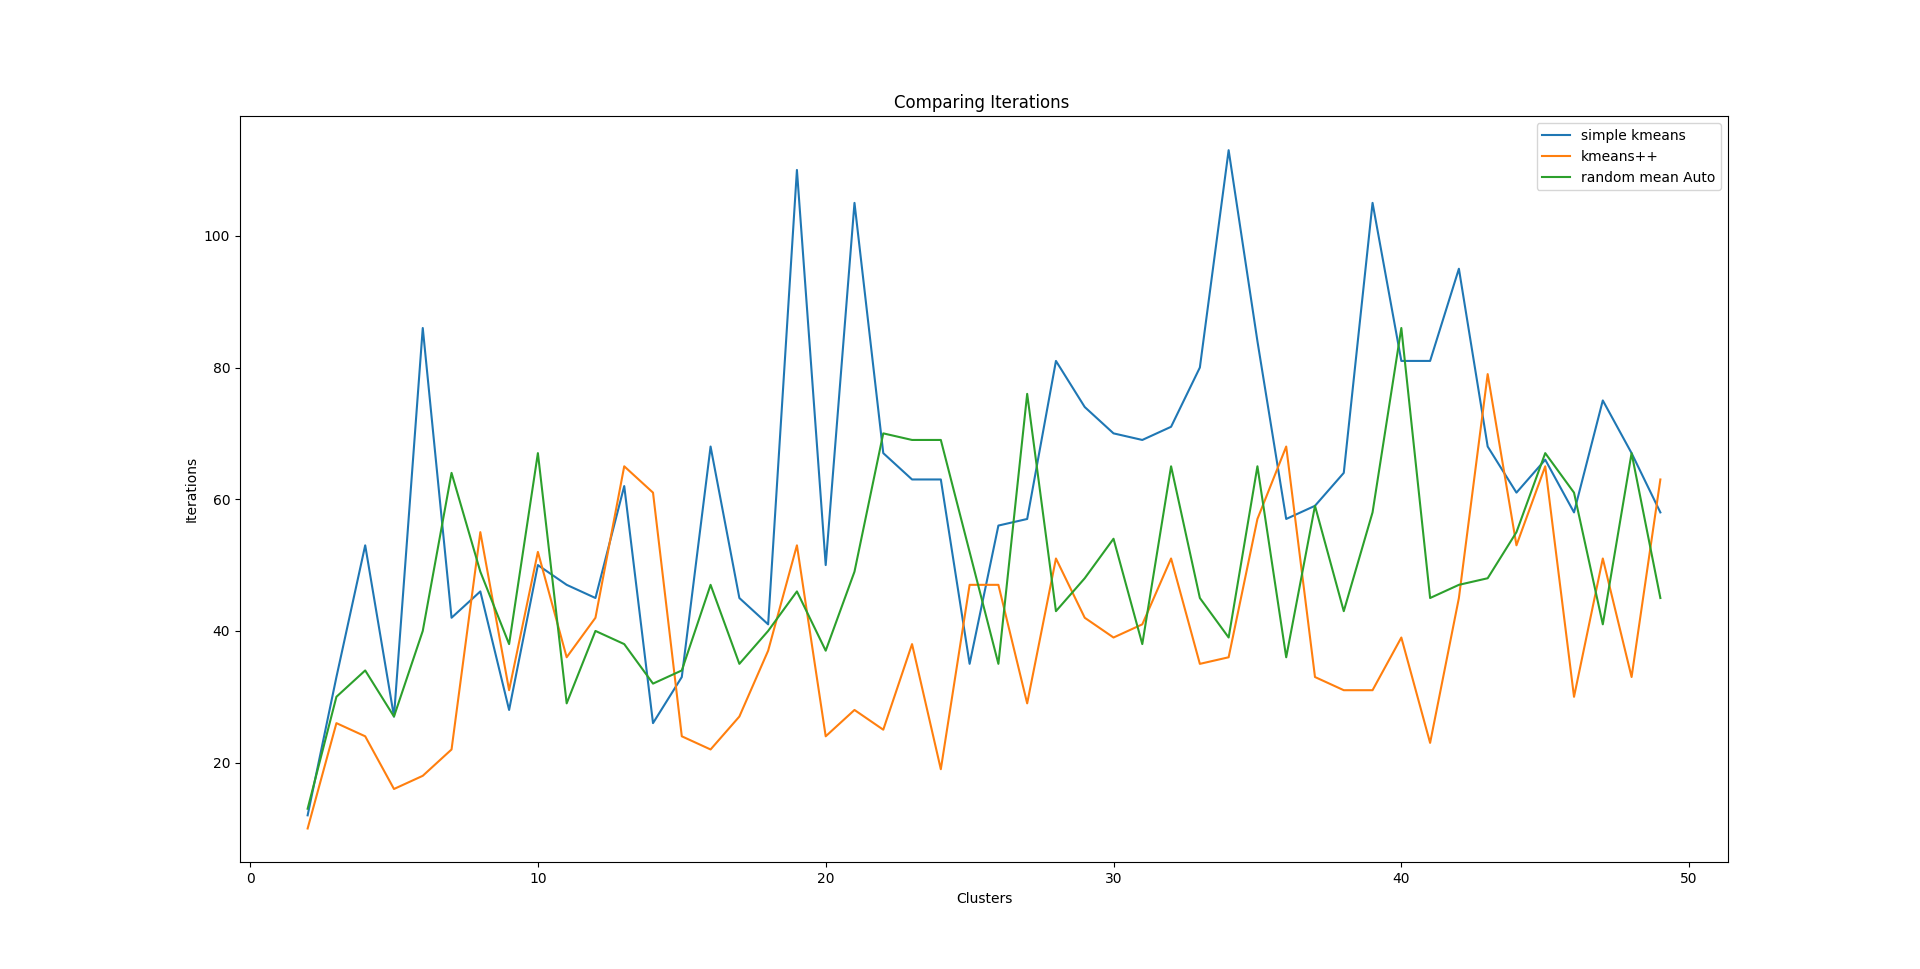 Comparing Iterations
simple kmeans
kmeans++
random mean Auto
Iterations
100
80
60
40
20
0
10
20
30
40
50
Clusters